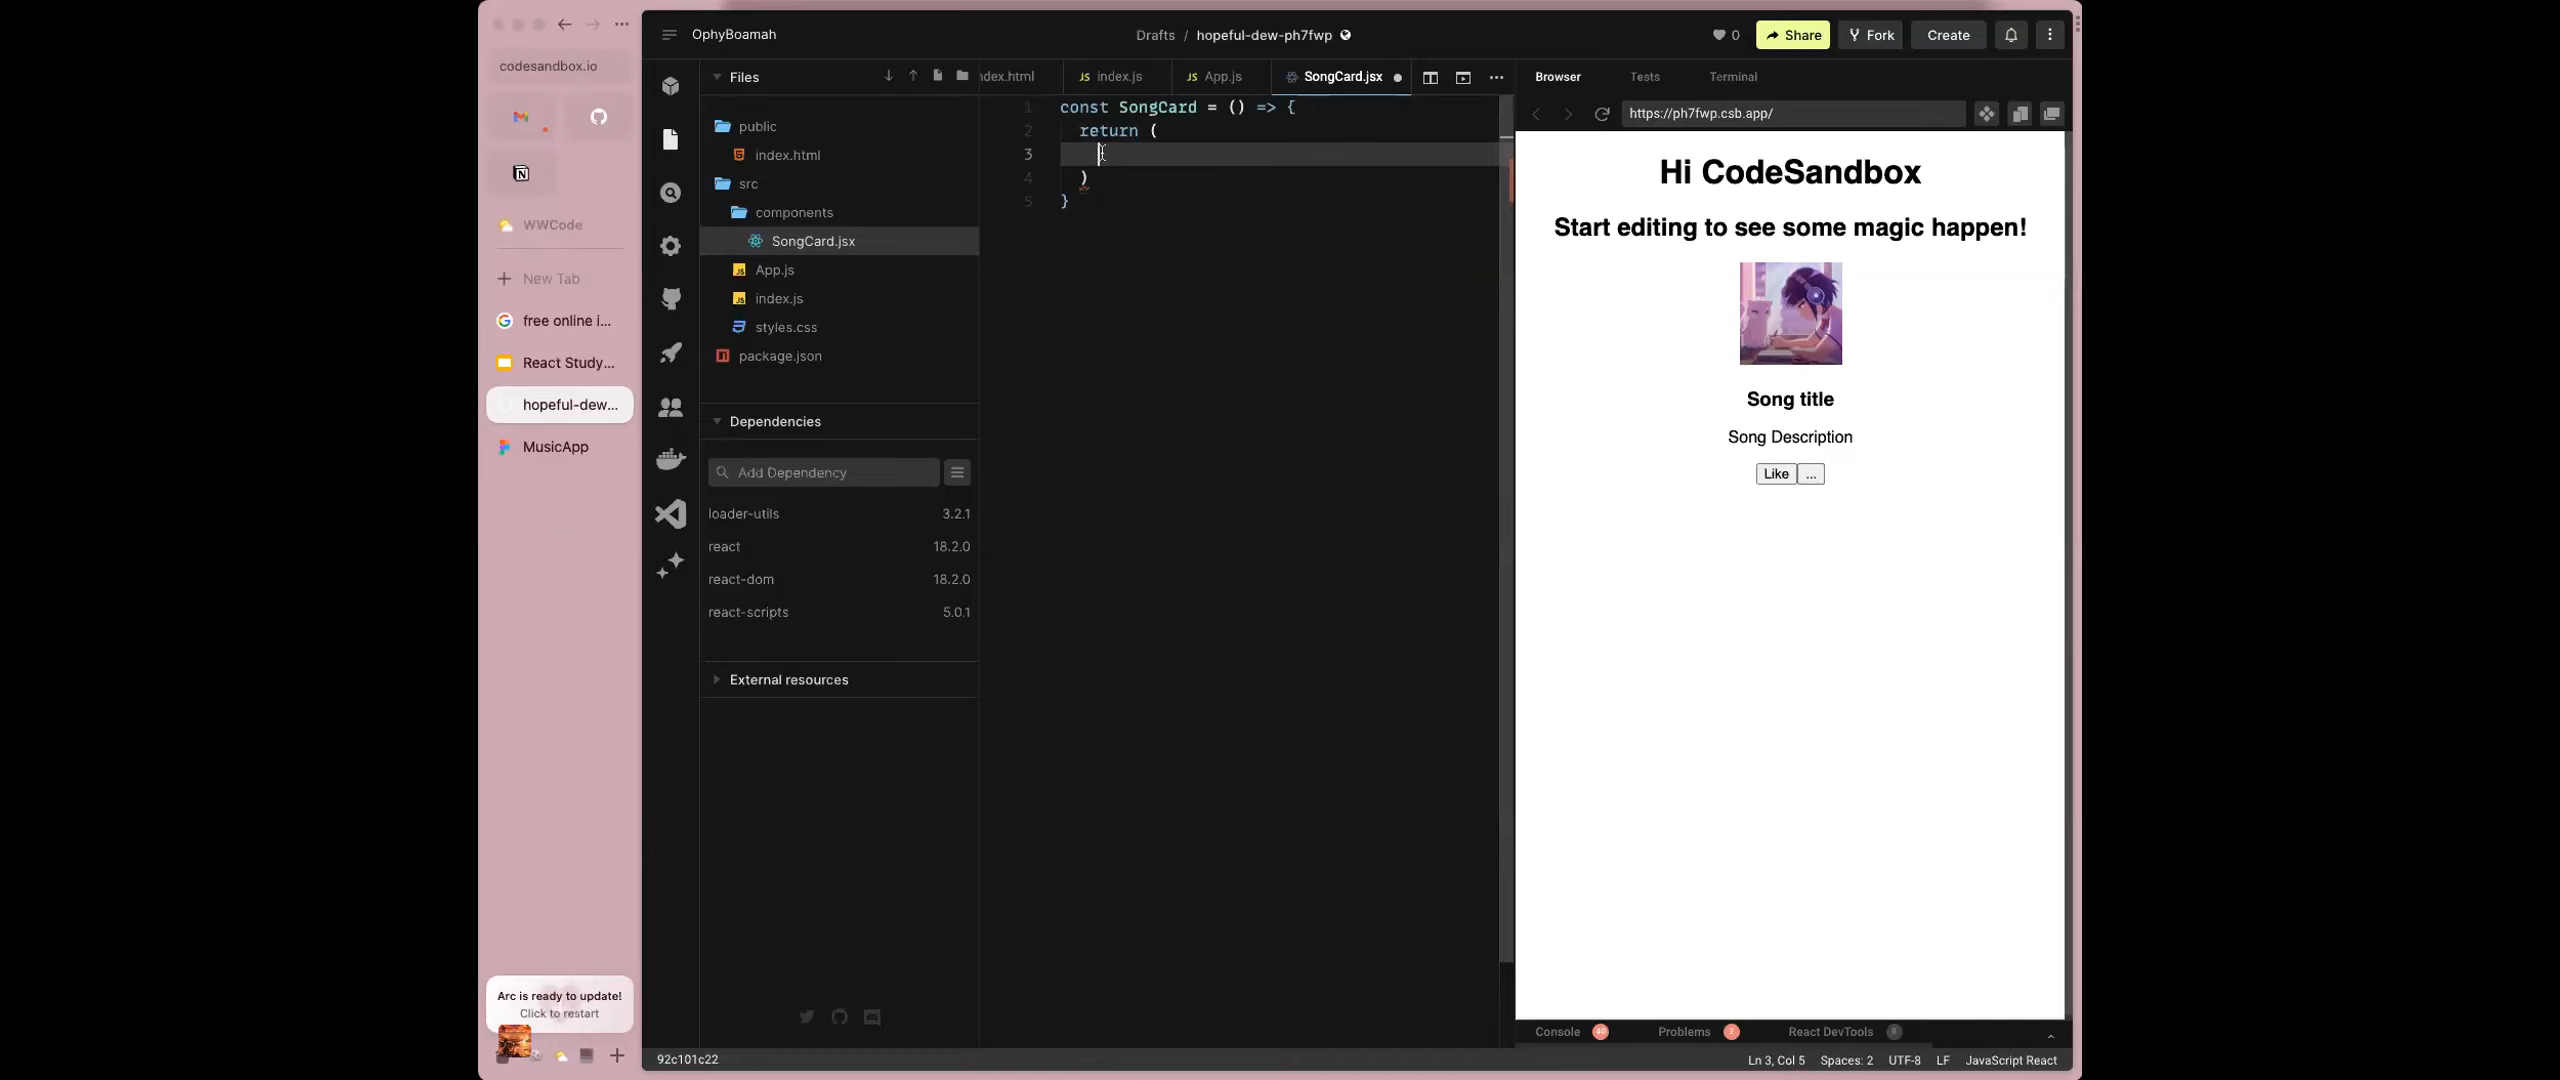 codesandbox.io
WWCode
New Tab
free online i...
React Study...
hopeful-dew...
MusicApp
Arc is ready to update!
Click to restart
OphyBoamah
Drafts / hopeful-dew-ph7fwp
0
Share
Fork
Create
Files
public
index.html
src
components
SongCard.jsx
App.js
index.js
styles.css
package.json
Dependencies
Add Dependency
loader-utils 3.2.1
react 18.2.0
react-dom 18.2.0
react-scripts 5.0.1
External resources
ndex.html
JS index.js
JS App.js
SongCard.jsx
1 const SongCard = () => {
2 return (
3
4 )
5 }
Browser
Tests
Terminal
https://ph7fwp.csb.app/
Hi CodeSandbox
Start editing to see some magic happen!
Song title
Song Description
Like ...
Console 40
Problems 2
React DevTools 0
92c101c22
Ln 3, Col 5 Spaces: 2 UTF-8 LF JavaScript React